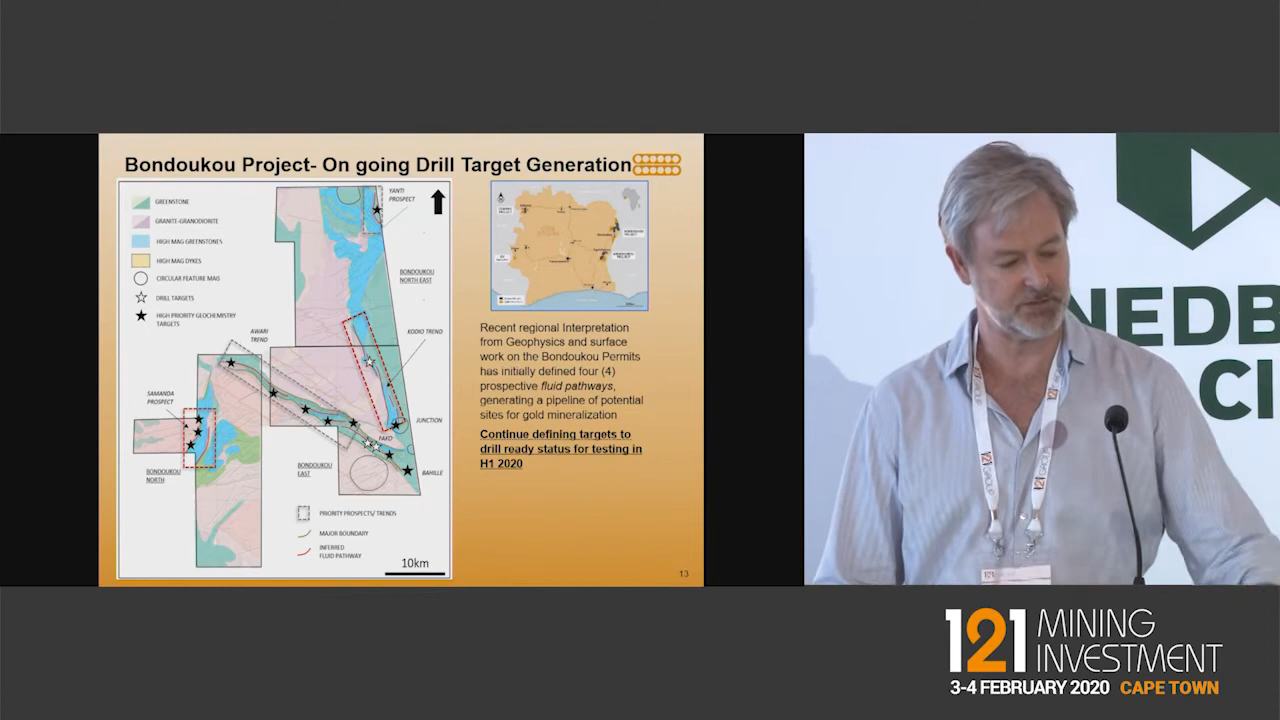 Bondoukou Project- On going Drill Target Generation
GREENSTONE
GRANITE-GRANODIORITE
HIGH MAG GREENSTONES
HIGH MAG DYKES
CIRCULAR FEATURE MAG
DRILL TARGETS
HIGH PRIORITY GEOCHEMISTRY
TARGETS
YANTI
PROSPECT
BONDOUKOU
NORTH EAST
KODIO TREND
AWARI
TREND
SAMANDA
PROSPECT
JUNCTION
PAKO
BAHILLE
BONDOUKOU
NORTH
BONDOUKOU
EAST
PRIORITY PROSPECTS/ TRENDS
MAJOR BOUNDARY
INFERRED
FLUID PATHWAY
10km
Recent regional Interpretation
from Geophysics and surface
work on the Bondoukou Permits
has initially defined four (4)
prospective fluid pathways,
generating a pipeline of potential
sites for gold mineralization
Continue defining targets to
drill ready status for testing in
H1 2020
13
NEDB
CI
121
GROUP
121 MINING
INVESTMENT
3-4 FEBRUARY 2020 CAPE TOWN